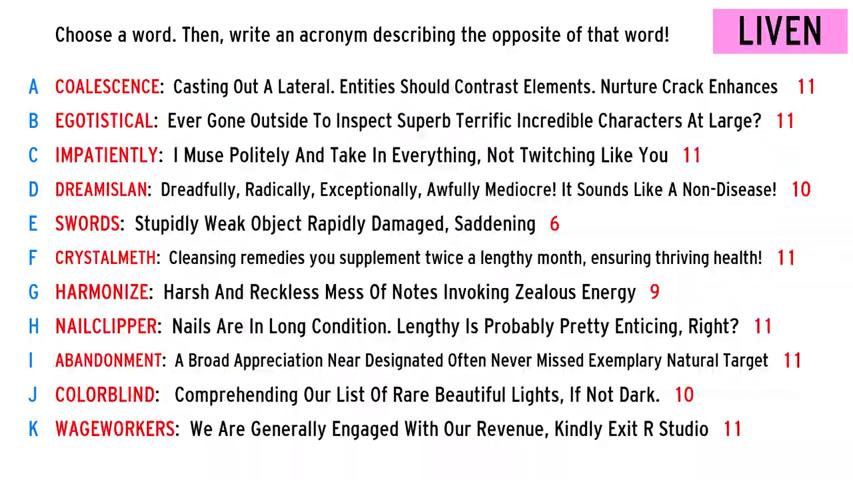 Choose a word. Then, write an acronym describing the opposite of that word!
LIVEN
A COALESCENCE: Casting Out A Lateral. Entities Should Contrast Elements. Nurture Crack Enhances 11
B EGOTISTICAL: Ever Gone Outside To Inspect Superb Terrific Incredible Characters At Large? 11
C IMPATIENTLY: I Muse Politely And Take In Everything, Not Twitching Like You 11
D DREAMISLAN: Dreadfully, Radically, Exceptionally, Awfully Mediocre! It Sounds Like A Non-Disease! 10
E SWORDS: Stupidly Weak Object Rapidly Damaged, Saddening 6
F CRYSTALMETH: Cleansing remedies you supplement twice a lengthy month, ensuring thriving health! 11
G HARMONIZE: Harsh And Reckless Mess Of Notes Invoking Zealous Energy 9
H NAILCLIPPER: Nails Are In Long Condition. Lengthy Is Probably Pretty Enticing, Right? 11
I ABANDONMENT: A Broad Appreciation Near Designated Often Never Missed Exemplary Natural Target 11
J COLORBLIND: Comprehending Our List Of Rare Beautiful Lights, If Not Dark. 10
K WAGEWORKERS: We Are Generally Engaged With Our Revenue, Kindly Exit R Studio 11